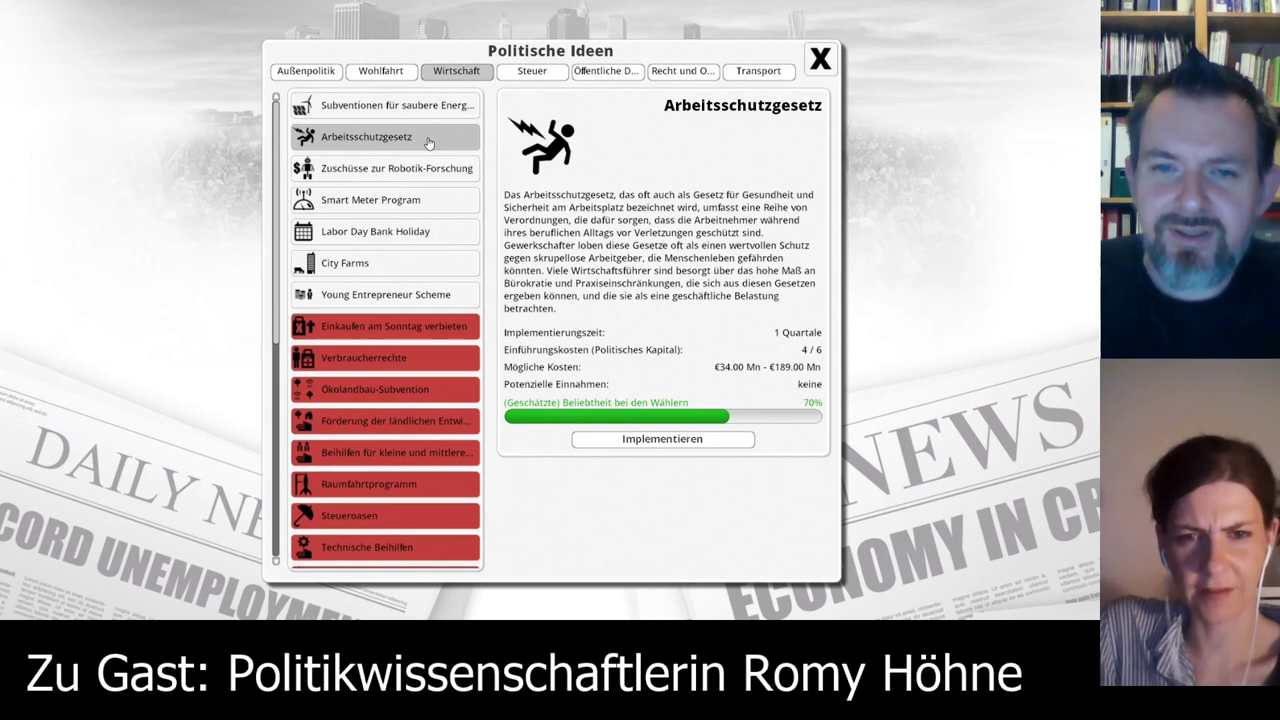 Politische Ideen
X
Außenpolitik
Wohlfahrt
Wirtschaft
Steuer
Öffentliche D...
Recht und O...
Transport
Subventionen für saubere Energ...
Arbeitsschutzgesetz
Zuschüsse zur Robotik-Forschung
Smart Meter Program
Labor Day Bank Holiday
City Farms
Young Entrepreneur Scheme
Einkaufen am Sonntag verbieten
Verbraucherrechte
Ökolandbau-Subvention
Förderung der ländlichen Entwi...
Beihilfen für kleine und mittlere...
Raumfahrtprogramm
Steueroasen
Technische Beihilfen
Arbeitsschutzgesetz
Das Arbeitsschutzgesetz, das oft auch als Gesetz für Gesundheit und
Sicherheit am Arbeitsplatz bezeichnet wird, umfasst eine Reihe von
Verordnungen, die dafür sorgen, dass die Arbeitnehmer während
ihres beruflichen Alltags vor Verletzungen geschützt sind.
Gewerkschafter loben diese Gesetze oft als einen wertvollen Schutz
gegen skrupellose Arbeitgeber, die Menschenleben gefährden
könnten. Viele Wirtschaftsführer sind besorgt über das hohe Maß an
Bürokratie und Praxiseinschränkungen, die sich aus diesen Gesetzen
ergeben können, und die sie als eine geschäftliche Belastung
betrachten.
Implementierungszeit: 1 Quartale
Einführungskosten (Politisches Kapital): 4 / 6
Mögliche Kosten: €34.00 Mn - €189.00 Mn
Potenzielle Einnahmen: keine
(Geschätzte) Beliebtheit bei den Wählern 70%
Implementieren
DAILY NE
CORD UNEMPLOYM
NEWS
ECONOMY IN CR
Zu Gast: Politikwissenschaftlerin Romy Höhne